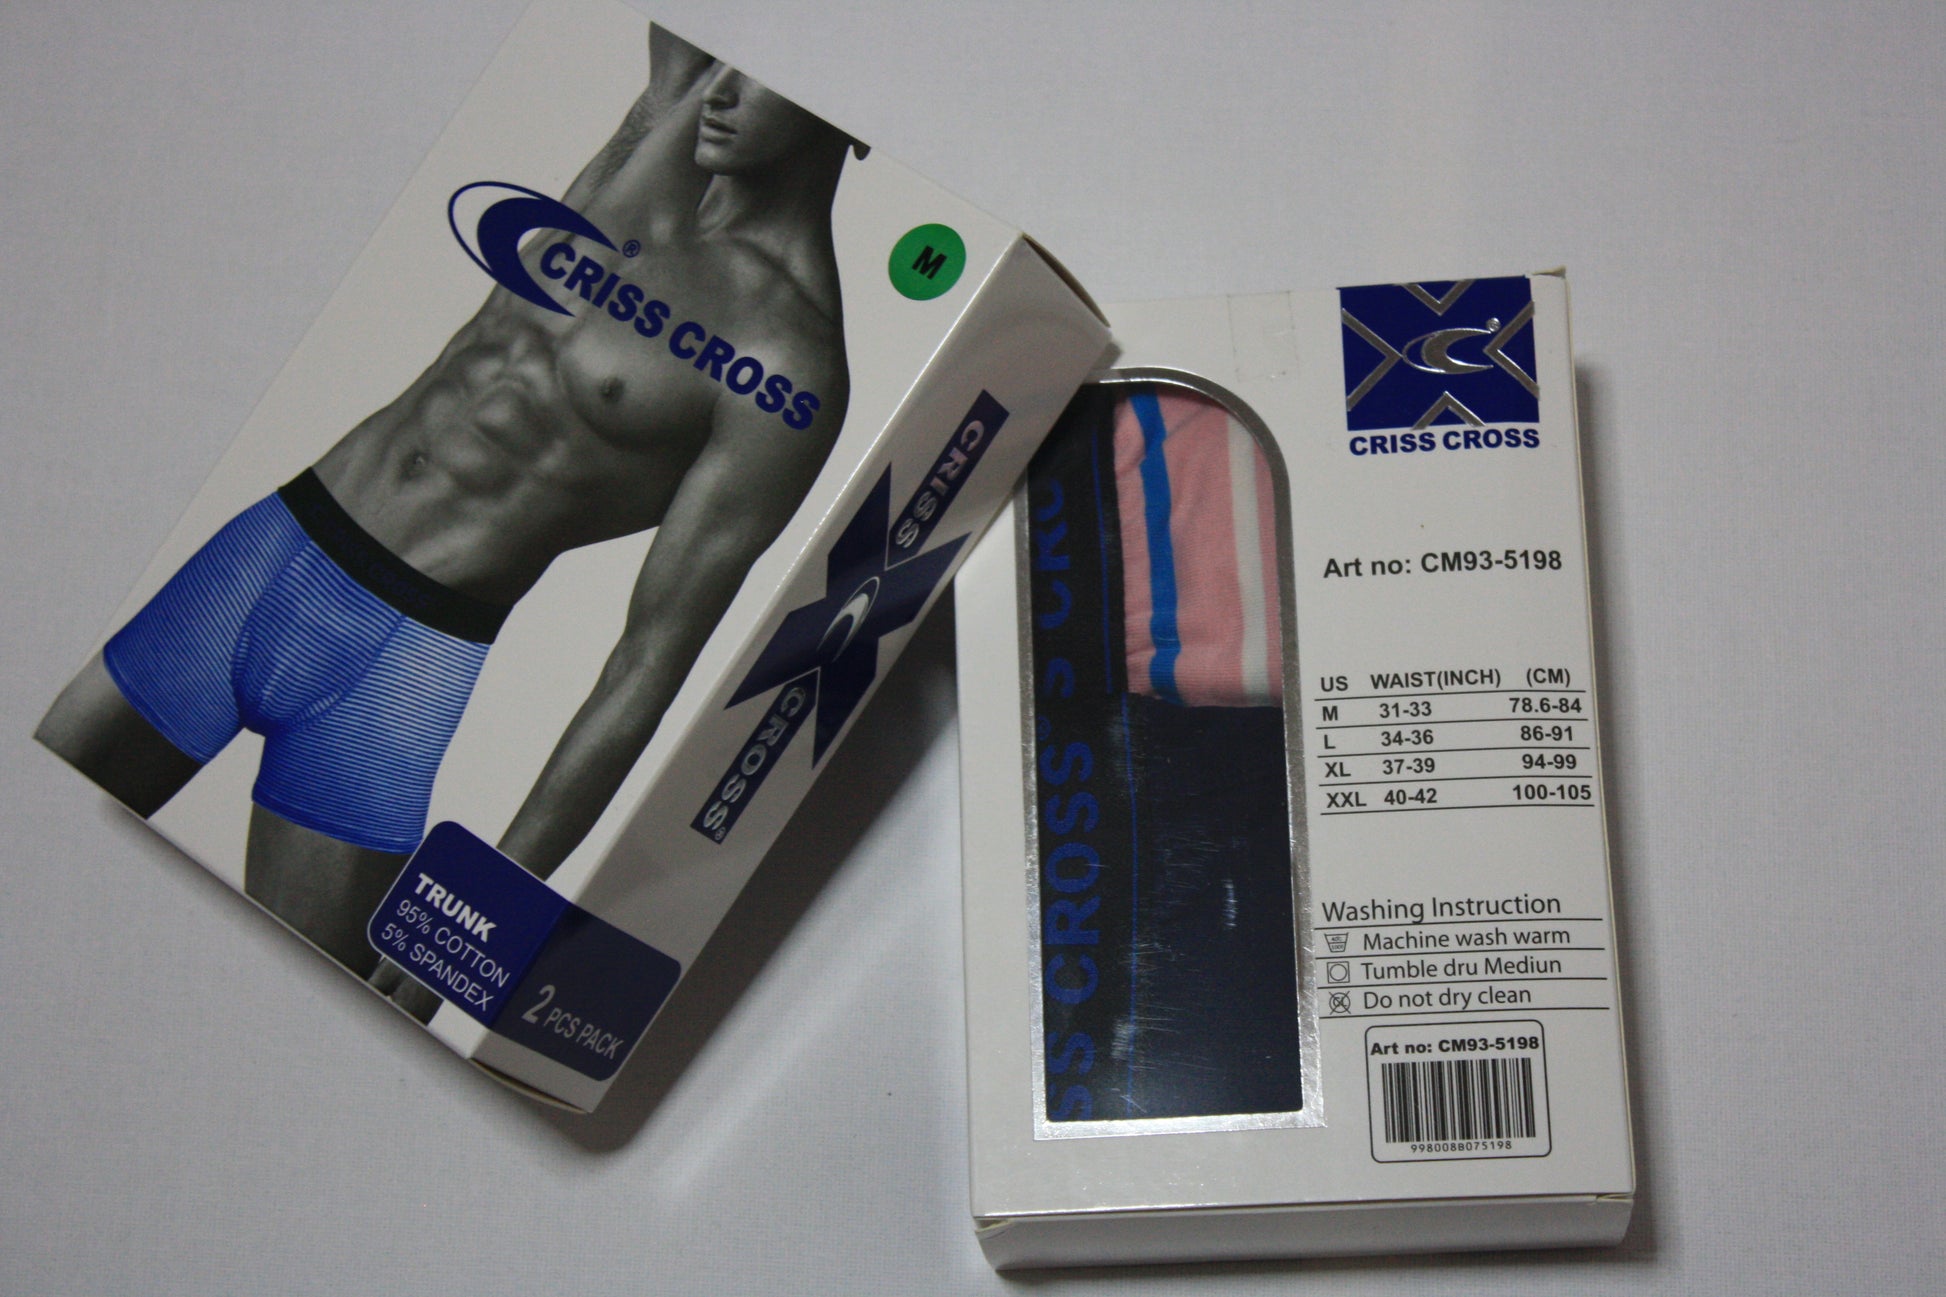 CRISS CROSS®
M
CRISS
CROSS®
TRUNK
95% COTTON
5% SPANDEX
2 PCS PACK
CRISS CROSS
Art no: CM93-5198
US WAIST(INCH) (CM)
M 31-33 78.6-84
L 34-36 86-91
XL 37-39 94-99
XXL 40-42 100-105
Washing Instruction
Machine wash warm
Tumble dru Mediun
Do not dry clean
Art no: CM93-5198
998008B075198
SS CROSS® S CRO